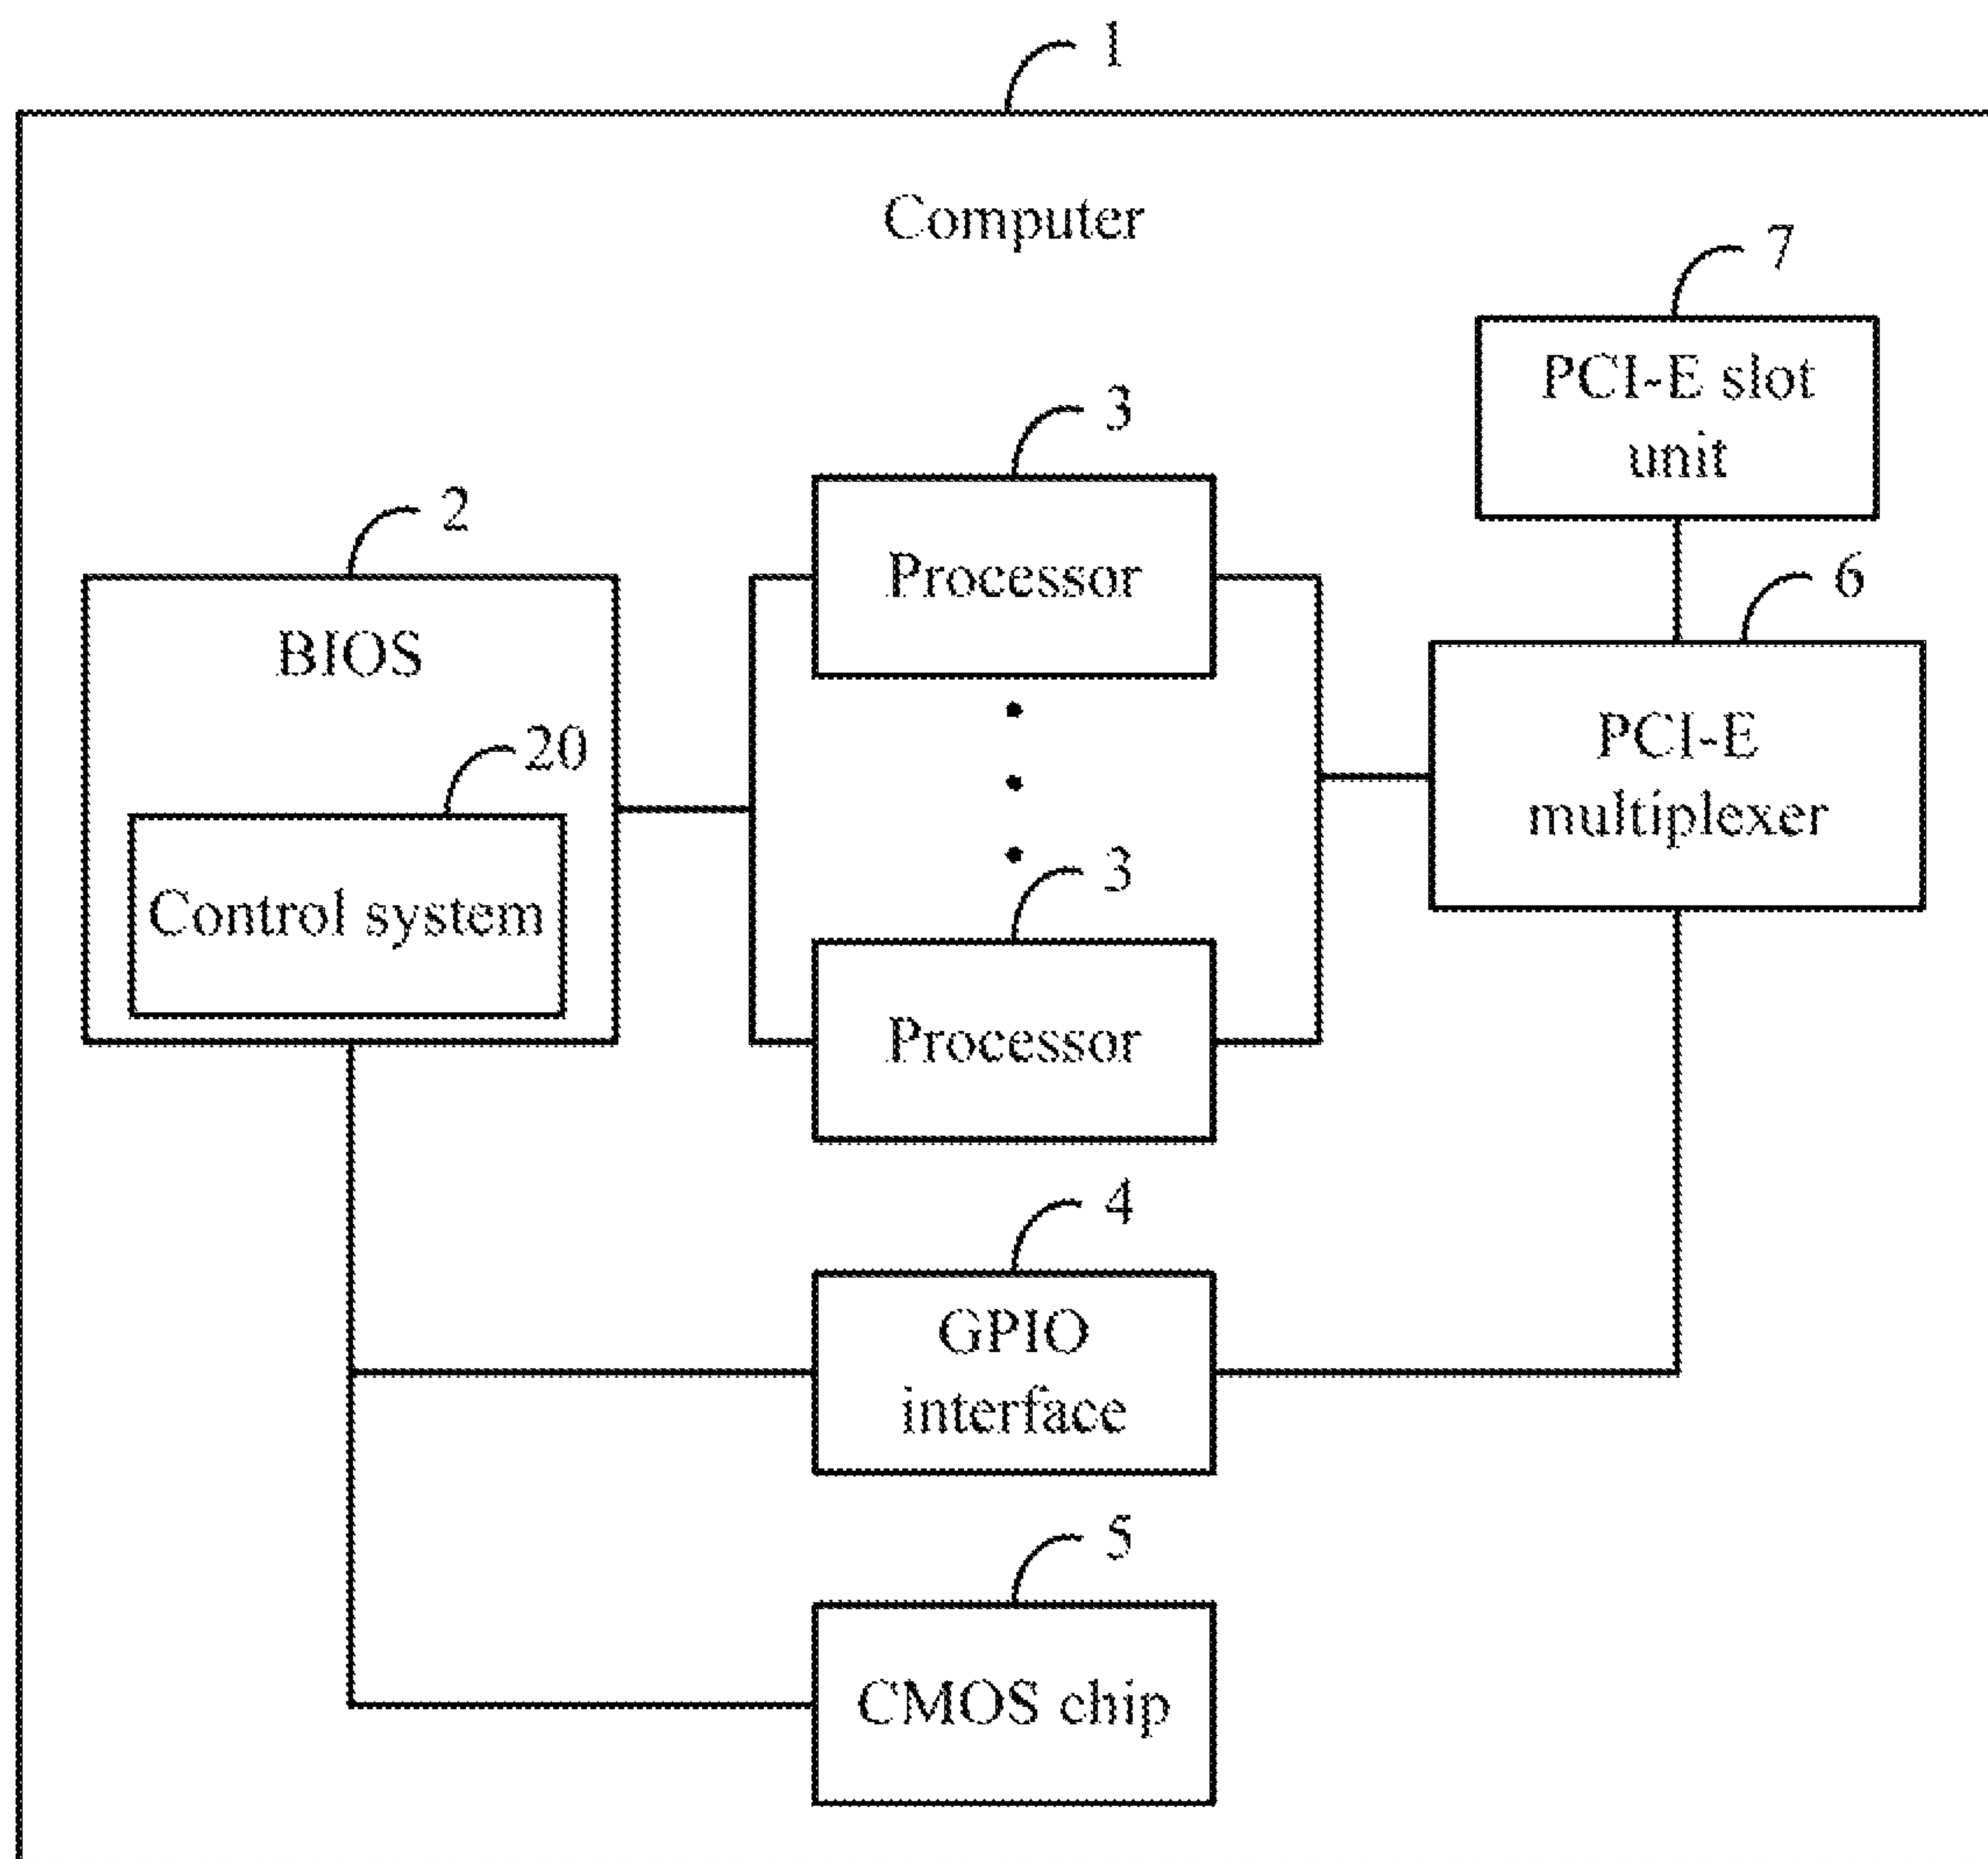 1
Computer
7
PCI-E slot
unit
3
Processor
2
BIOS
6
PCI-E
multiplexer
20
Control system
3
Processor
4
GPIO
interface
5
CMOS chip